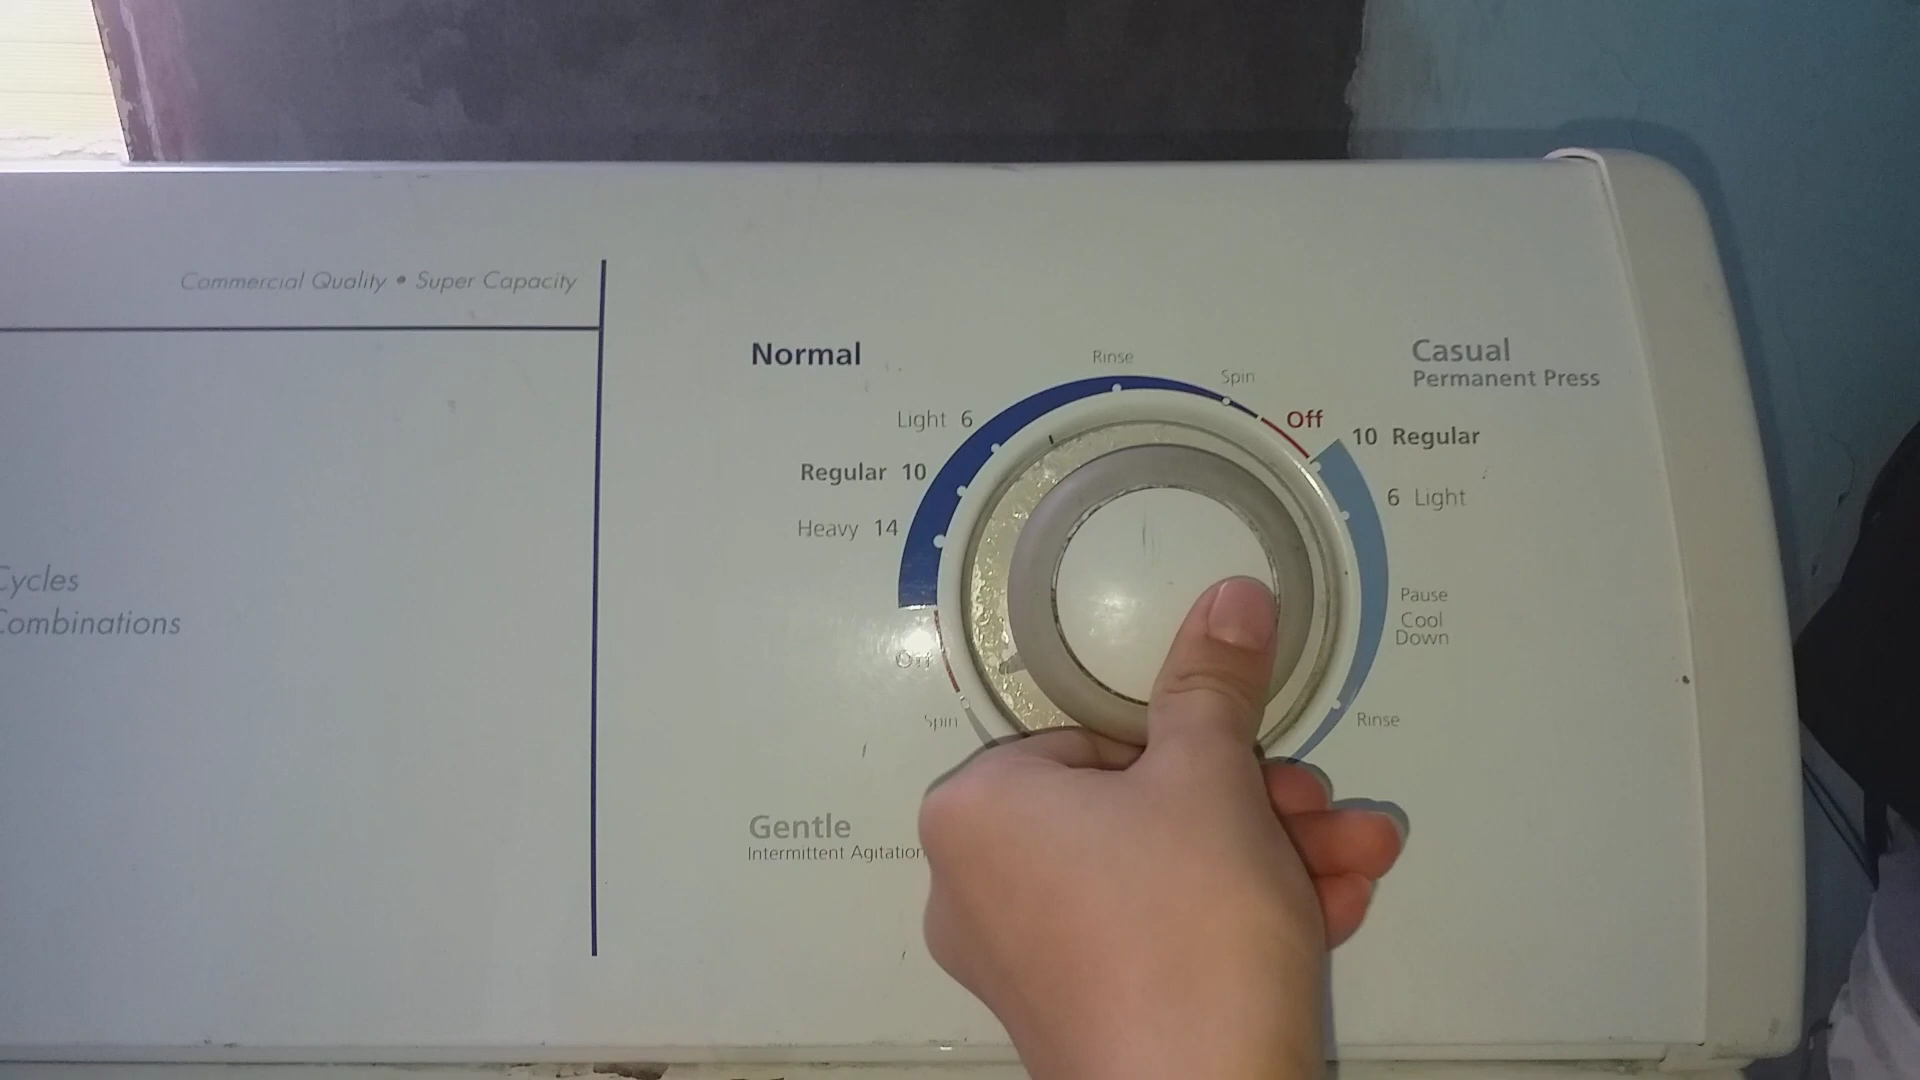 Commercial Quality • Super Capacity
Cycles
Combinations
Normal
Rinse
Spin
Off
Light 6
Regular 10
Heavy 14
Off
Spin
Casual
Permanent Press
10 Regular
6 Light
Pause
Cool
Down
Rinse
Gentle
Intermittent Agitation